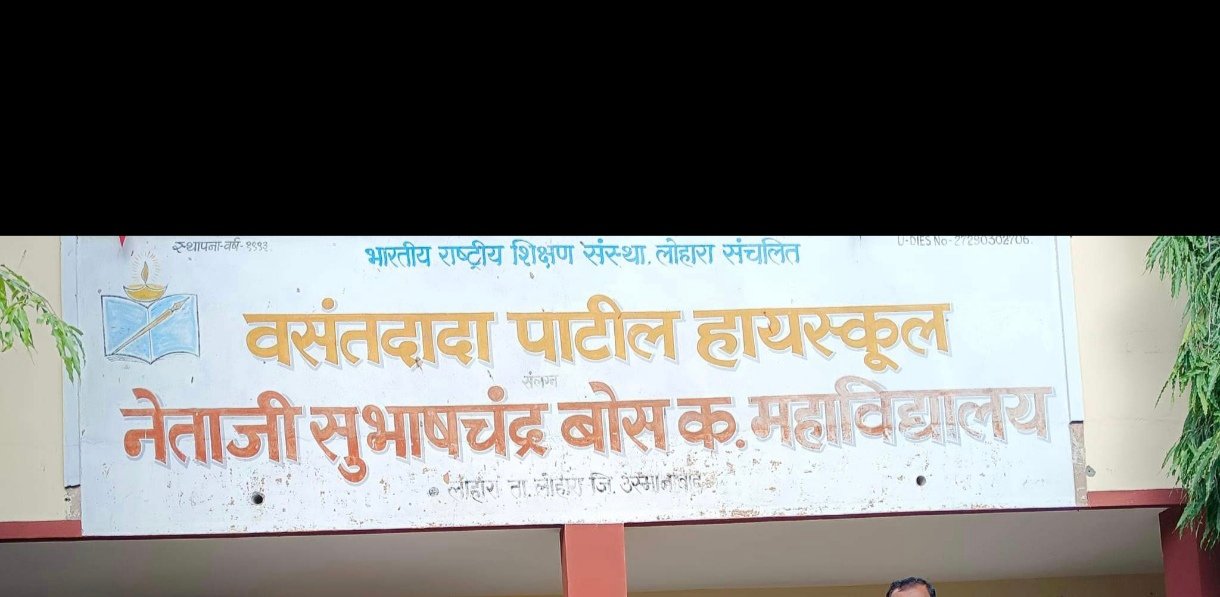 स्थापना-वर्ष- १९९३
U-DIES No- 27290302706.
भारतीय राष्ट्रीय शिक्षण संस्था. लोहारा संचलित
वसंतदादा पाटील हायस्कूल
संलग्न
नेताजी सुभाषचंद्र बोस क. महाविद्यालय
लोहारा ता. लोहारा जि. उस्मानाबाद